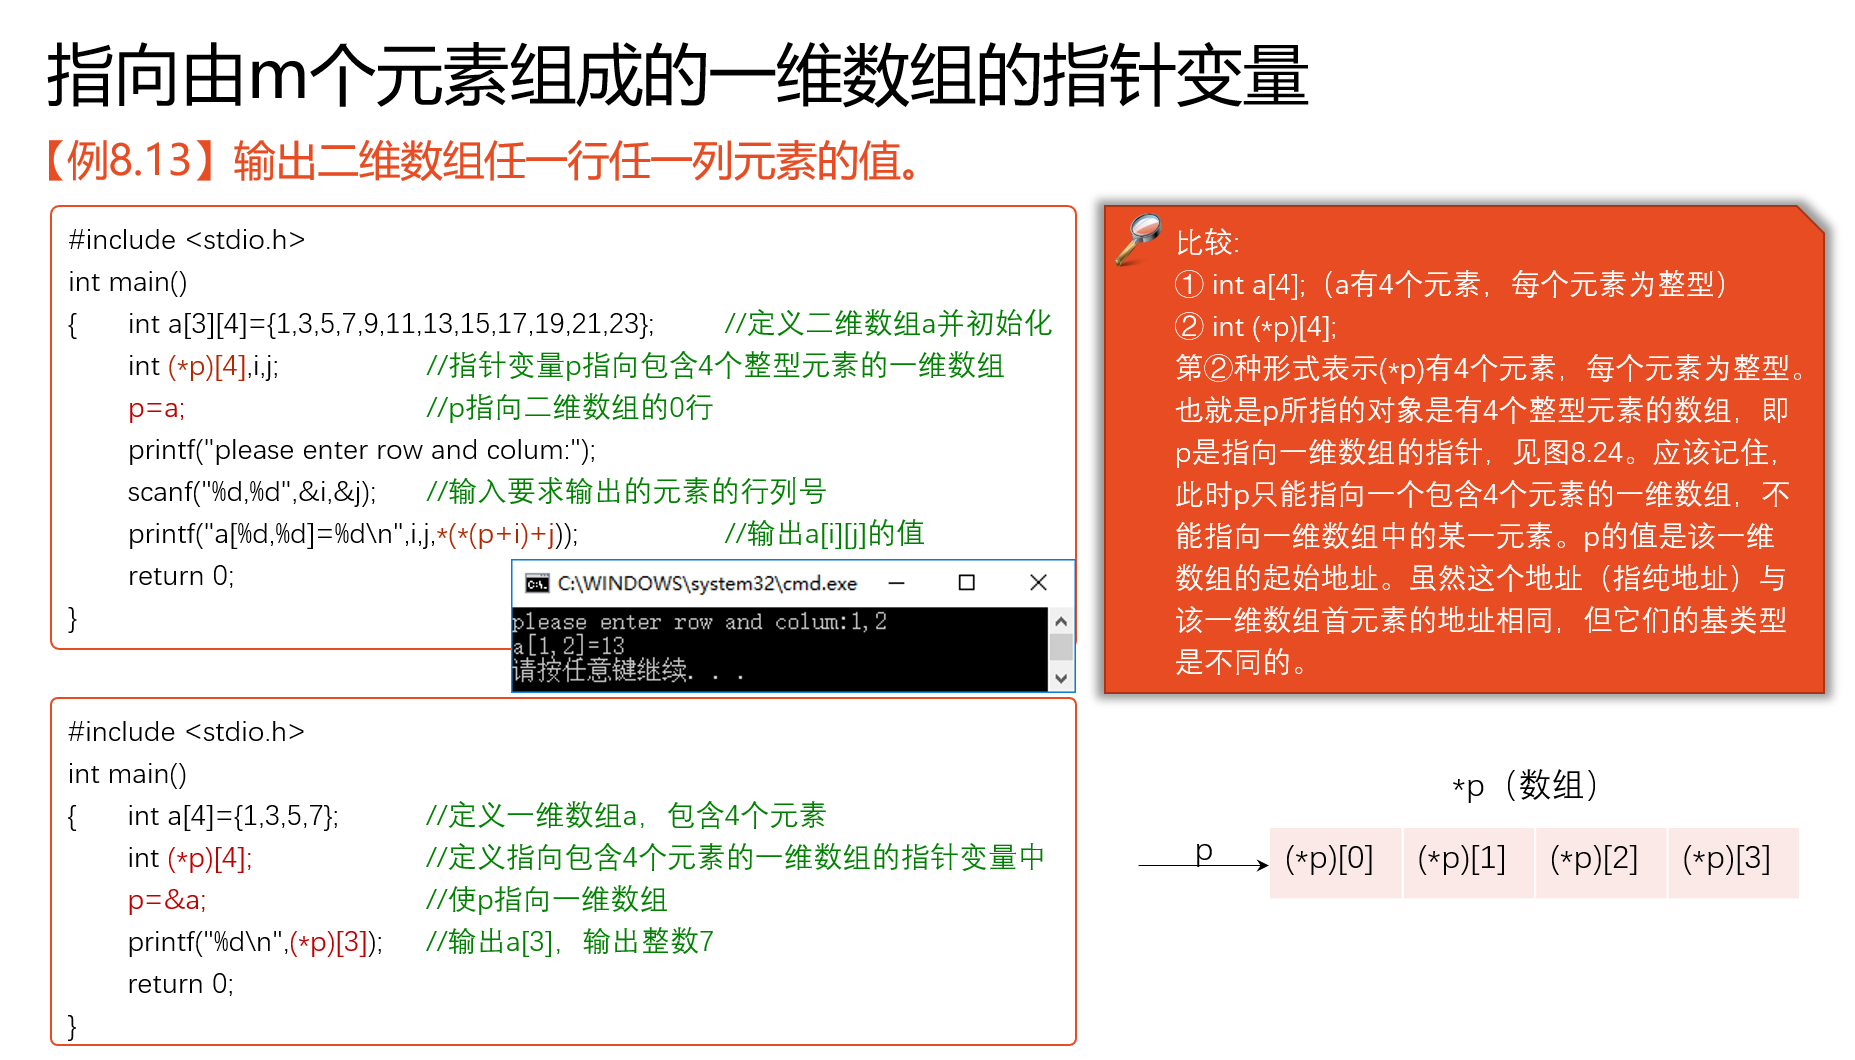 指向由m个元素组成的一维数组的指针变量
【例8.13】输出二维数组任一行任一列元素的值。
#include <stdio.h>
int main()
{ int a[3][4]={1,3,5,7,9,11,13,15,17,19,21,23}; //定义二维数组a并初始化
int (*p)[4],i,j; //指针变量p指向包含4个整型元素的一维数组
p=a; //p指向二维数组的0行
printf("please enter row and colum:");
scanf("%d,%d",&i,&j); //输入要求输出的元素的行列号
printf("a[%d,%d]=%d\n",i,j,*(*(p+i)+j)); //输出a[i][j]的值
return 0;
}
C:\WINDOWS\system32\cmd.exe
please enter row and colum:1,2
a[1,2]=13
请按任意键继续. . .
比较:
① int a[4];（a有4个元素，每个元素为整型）
② int (*p)[4];
第②种形式表示(*p)有4个元素，每个元素为整型。
也就是p所指的对象是有4个整型元素的数组，即
p是指向一维数组的指针，见图8.24。应该记住，
此时p只能指向一个包含4个元素的一维数组，不
能指向一维数组中的某一元素。p的值是该一维
数组的起始地址。虽然这个地址（指纯地址）与
该一维数组首元素的地址相同，但它们的基类型
是不同的。
#include <stdio.h>
int main()
{ int a[4]={1,3,5,7}; //定义一维数组a，包含4个元素
int (*p)[4]; //定义指向包含4个元素的一维数组的指针变量中
p=&a; //使p指向一维数组
printf("%d\n",(*p)[3]); //输出a[3]，输出整数7
return 0;
}
*p（数组）
p
(*p)[0] (*p)[1] (*p)[2] (*p)[3]